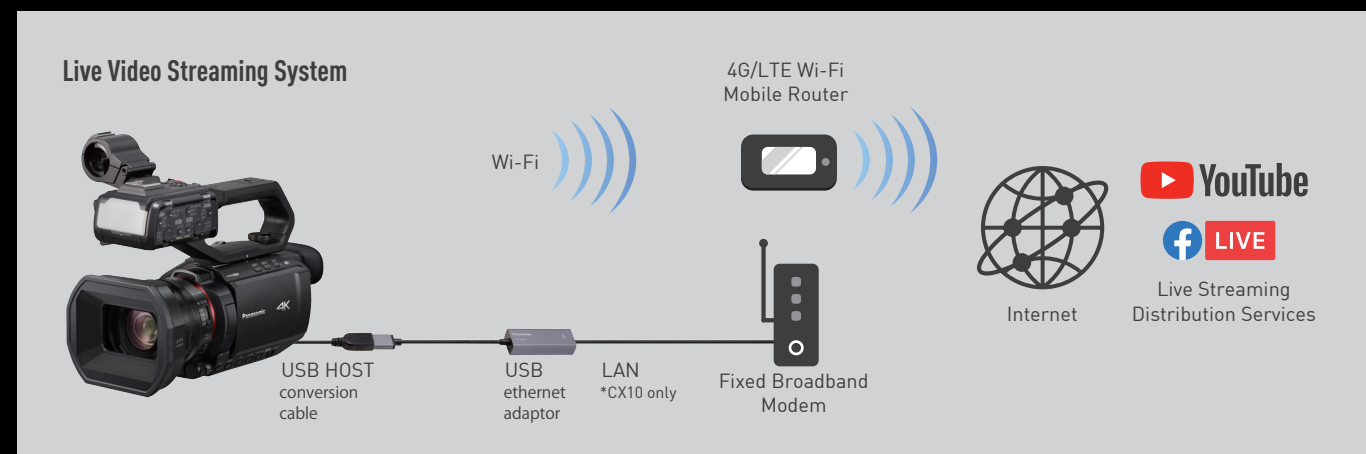 Live Video Streaming System
4G/LTE Wi-Fi
Mobile Router
Wi-Fi
YouTube
LIVE
Internet
Live Streaming
Distribution Services
Panasonic
4K
USB HOST
conversion
cable
Panasonic
USB
ethernet
adaptor
LAN
*CX10 only
Fixed Broadband
Modem